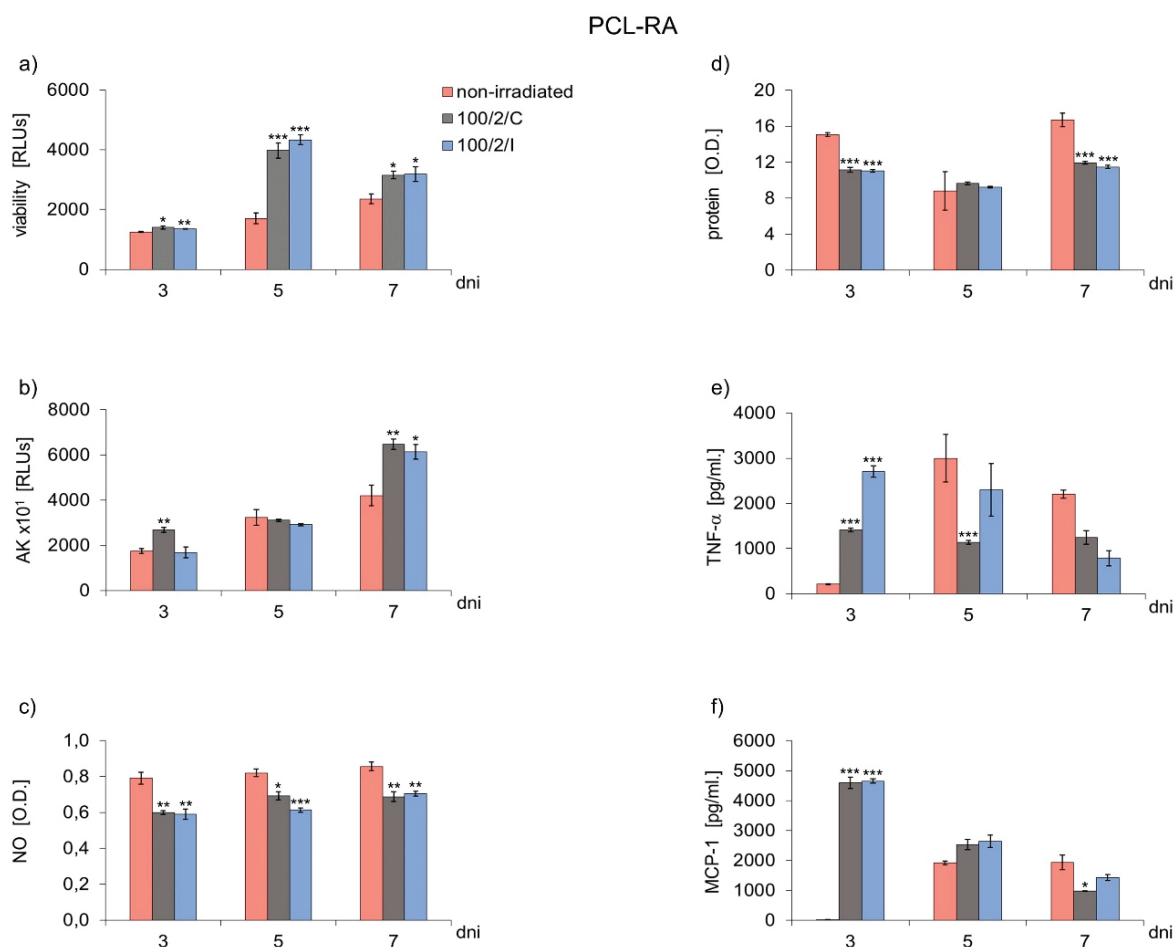 PCL-RA
a)
viability [RLUs]
6000
4000
2000
0
non-irradiated
100/2/C
100/2/I
* **
*** ***
* *
3 5 7 dni
b)
AK x10¹ [RLUs]
8000
6000
4000
2000
0
**
** *
3 5 7 dni
c)
NO [O.D.]
1,0
0,8
0,6
0,4
0,2
0,0
** **
* ***
** **
3 5 7 dni
d)
protein [O.D.]
20
16
12
8
4
0
*** ***
*** ***
3 5 7 dni
e)
TNF-α [pg/ml.]
4000
3000
2000
1000
0
*** ***
***
3 5 7 dni
f)
MCP-1 [pg/ml.]
6000
5000
4000
3000
2000
1000
0
*** ***
*
3 5 7 dni